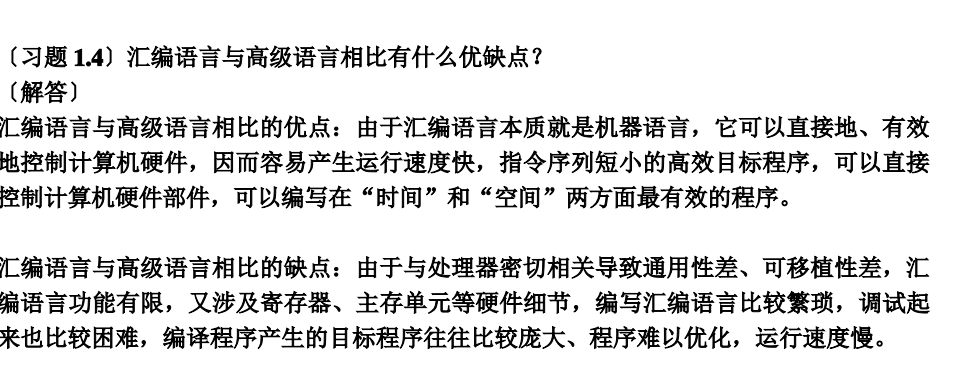 〔习题 1.4〕汇编语言与高级语言相比有什么优缺点？
〔解答〕
汇编语言与高级语言相比的优点：由于汇编语言本质就是机器语言，它可以直接地、有效
地控制计算机硬件，因而容易产生运行速度快，指令序列短小的高效目标程序，可以直接
控制计算机硬件部件，可以编写在“时间”和“空间”两方面最有效的程序。
汇编语言与高级语言相比的缺点：由于与处理器密切相关导致通用性差、可移植性差，汇
编语言功能有限，又涉及寄存器、主存单元等硬件细节，编写汇编语言比较繁琐，调试起
来也比较困难，编译程序产生的目标程序往往比较庞大、程序难以优化，运行速度慢。